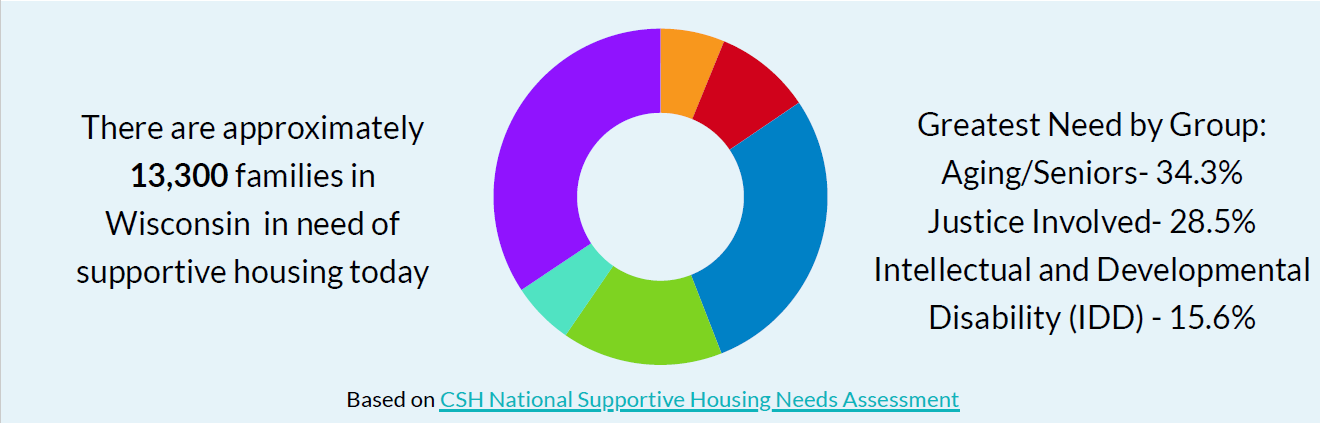 There are approximately
13,300 families in
Wisconsin  in need of
supportive housing today
Greatest Need by Group:
Aging/Seniors- 34.3%
Justice Involved- 28.5%
Intellectual and Developmental
Disability (IDD) - 15.6%
Based on CSH National Supportive Housing Needs Assessment